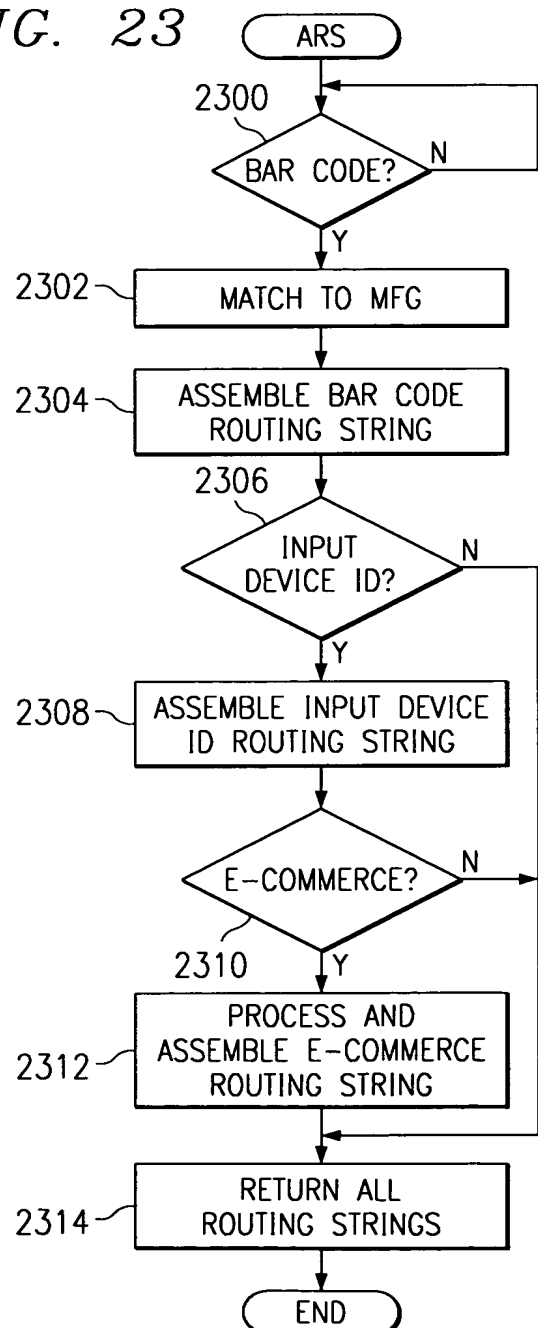 IG. 23
ARS
2300
BAR CODE?
N
Y
2302
MATCH TO MFG
2304
ASSEMBLE BAR CODE
ROUTING STRING
2306
INPUT
DEVICE ID?
N
Y
2308
ASSEMBLE INPUT DEVICE
ID ROUTING STRING
E-COMMERCE?
N
2310
Y
PROCESS AND
ASSEMBLE E-COMMERCE
ROUTING STRING
2312
RETURN ALL
ROUTING STRINGS
2314
END